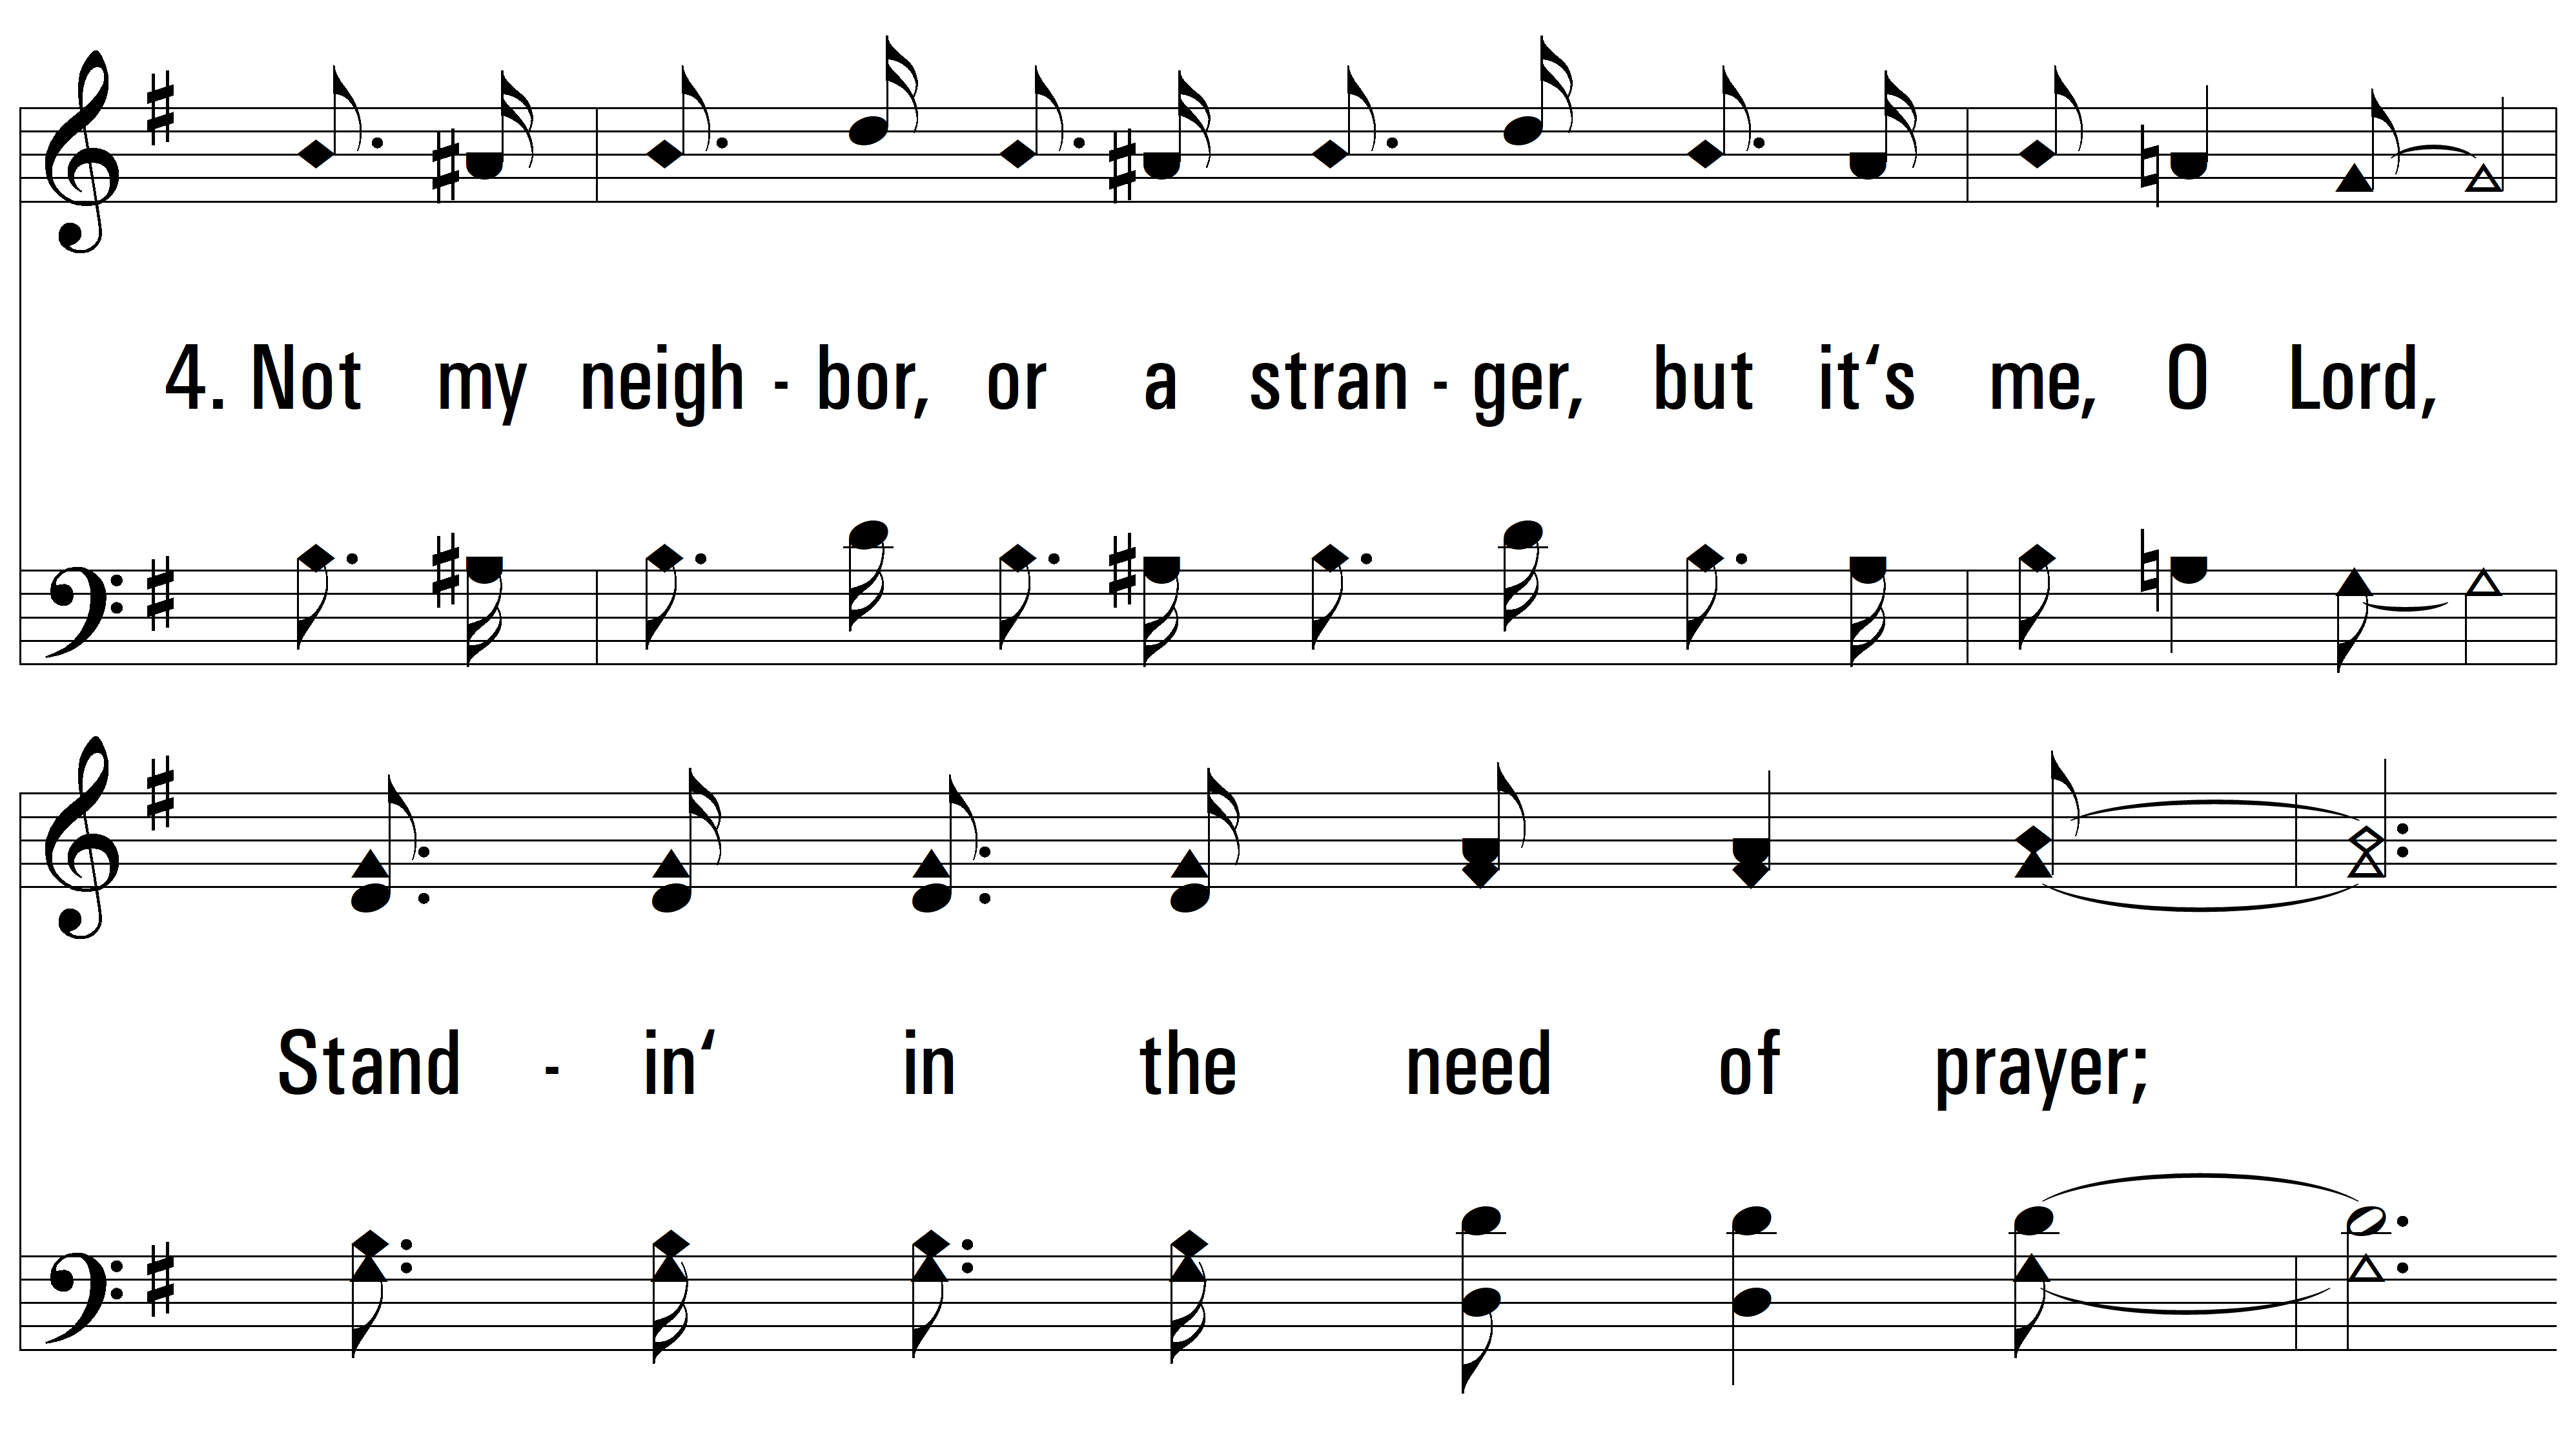 4. Not my neigh - bor, or a stran - ger, but it‘s me, O Lord,
Stand - in‘ in the need of prayer;